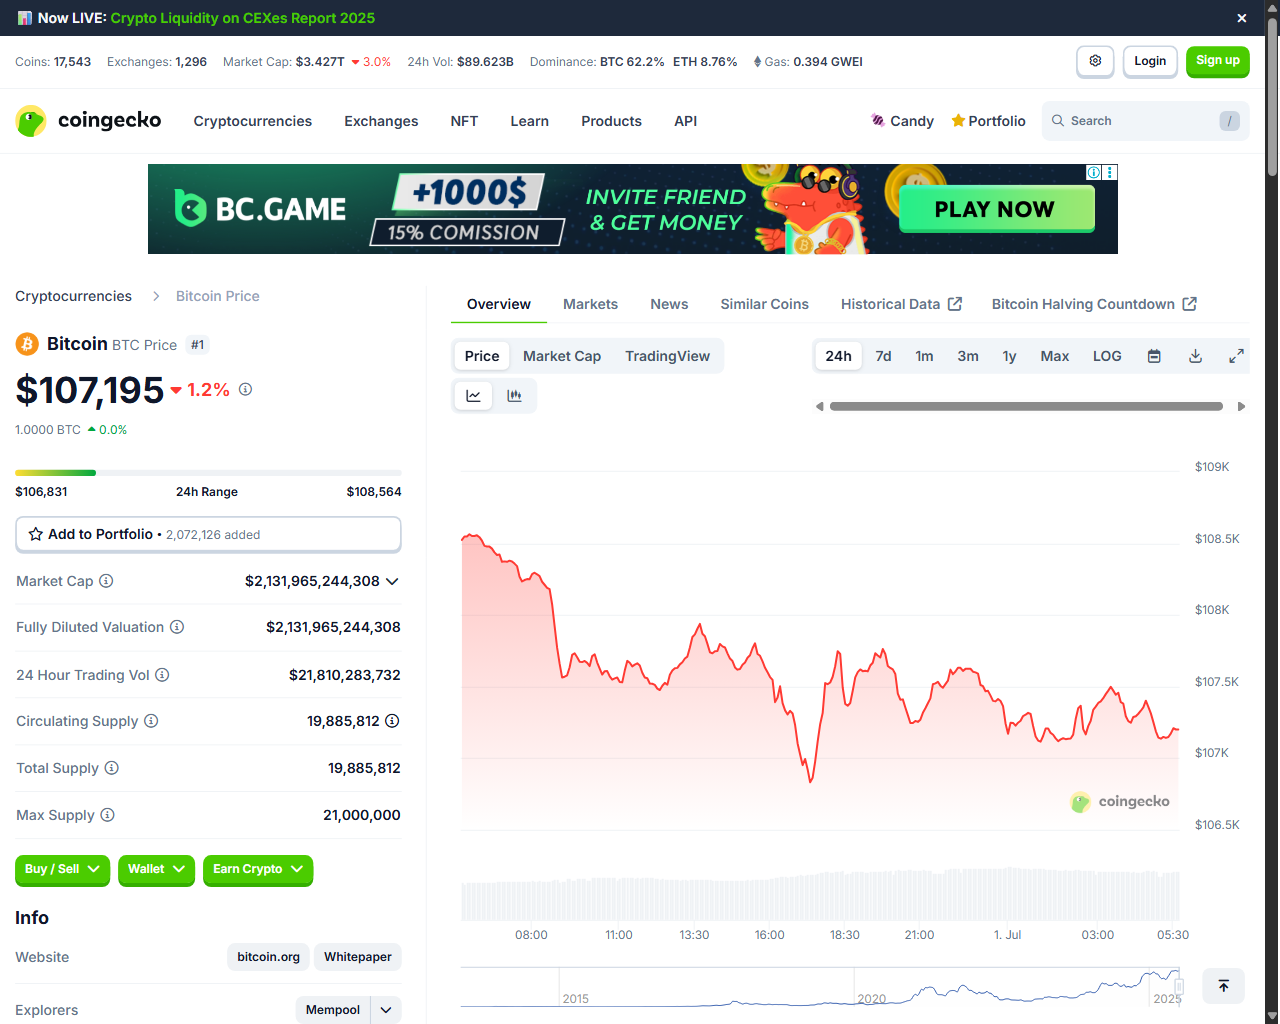 Now LIVE: Crypto Liquidity on CEXes Report 2025
Coins: 17,543 Exchanges: 1,296 Market Cap: $3.427T 3.0% 24h Vol: $89.623B Dominance: BTC 62.2% ETH 8.76% Gas: 0.394 GWEI
Login
Sign up
coingecko
Cryptocurrencies Exchanges NFT Learn Products API
Candy Portfolio Search /
BC.GAME
+1000$
15% COMISSION
INVITE FRIEND
& GET MONEY
PLAY NOW
Cryptocurrencies > Bitcoin Price
Bitcoin BTC Price #1
$107,195 1.2%
1.0000 BTC 0.0%
$106,831 24h Range $108,564
Add to Portfolio • 2,072,126 added
Market Cap $2,131,965,244,308
Fully Diluted Valuation $2,131,965,244,308
24 Hour Trading Vol $21,810,283,732
Circulating Supply 19,885,812
Total Supply 19,885,812
Max Supply 21,000,000
Buy / Sell Wallet Earn Crypto
Info
Website bitcoin.org Whitepaper
Explorers Mempool
Overview Markets News Similar Coins Historical Data Bitcoin Halving Countdown
Price Market Cap TradingView
24h 7d 1m 3m 1y Max LOG
$109K
$108.5K
$108K
$107.5K
$107K
$106.5K
coingecko
08:00 11:00 13:30 16:00 18:30 21:00 1. Jul 03:00 05:30
2015 2020 2025